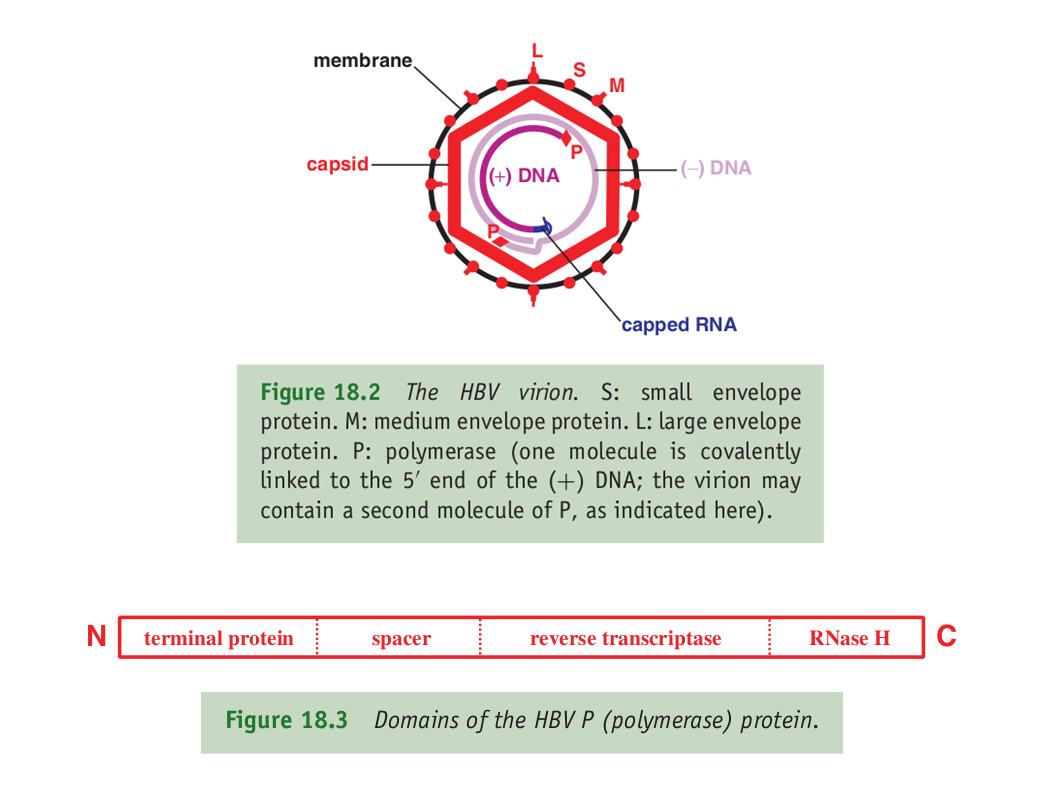 L
S
membrane
M
P
capsid
(+) DNA
(−) DNA
P
capped RNA
Figure 18.2 The HBV virion. S: small envelope
protein. M: medium envelope protein. L: large envelope
protein. P: polymerase (one molecule is covalently
linked to the 5′ end of the (+) DNA; the virion may
contain a second molecule of P, as indicated here).
N terminal protein spacer reverse transcriptase RNase H C
Figure 18.3 Domains of the HBV P (polymerase) protein.